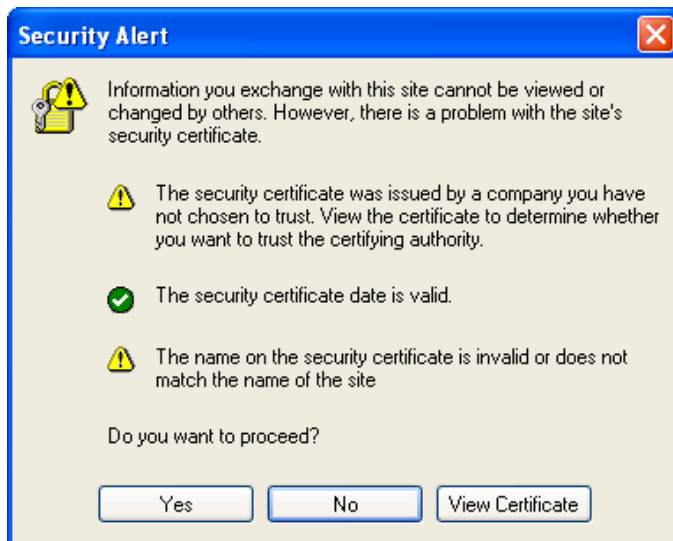 Security Alert
Information you exchange with this site cannot be viewed or
changed by others. However, there is a problem with the site's
security certificate.
The security certificate was issued by a company you have
not chosen to trust. View the certificate to determine whether
you want to trust the certifying authority.
The security certificate date is valid.
The name on the security certificate is invalid or does not
match the name of the site
Do you want to proceed?
Yes No View Certificate